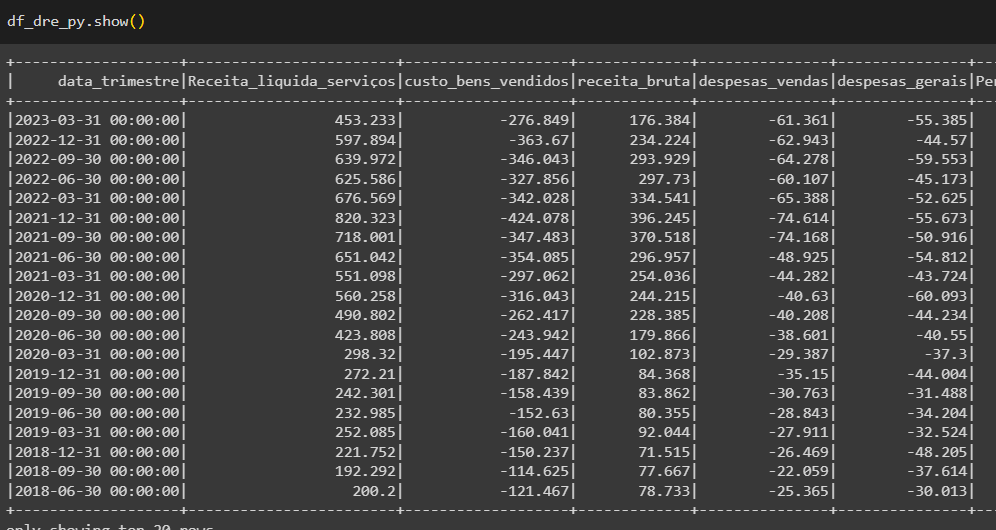 df_dre_py.show()
+-------------------+------------------------+-------------------+-------------+---------------+---------------+--
|     data_trimestre|Receita_liquida_serviços|custo_bens_vendidos|receita_bruta|despesas_vendas|despesas_gerais|Per
+-------------------+------------------------+-------------------+-------------+---------------+---------------+--
|2023-03-31 00:00:00|                 453.233|           -276.849|      176.384|        -61.361|        -55.385|
|2022-12-31 00:00:00|                 597.894|            -363.67|      234.224|        -62.943|         -44.57|
|2022-09-30 00:00:00|                 639.972|           -346.043|      293.929|        -64.278|        -59.553|
|2022-06-30 00:00:00|                 625.586|           -327.856|       297.73|        -60.107|        -45.173|
|2022-03-31 00:00:00|                 676.569|           -342.028|      334.541|        -65.388|        -52.625|
|2021-12-31 00:00:00|                 820.323|           -424.078|      396.245|        -74.614|        -55.673|
|2021-09-30 00:00:00|                 718.001|           -347.483|      370.518|        -74.168|        -50.916|
|2021-06-30 00:00:00|                 651.042|           -354.085|      296.957|        -48.925|        -54.812|
|2021-03-31 00:00:00|                 551.098|           -297.062|      254.036|        -44.282|        -43.724|
|2020-12-31 00:00:00|                 560.258|           -316.043|      244.215|         -40.63|        -60.093|
|2020-09-30 00:00:00|                 490.802|           -262.417|      228.385|        -40.208|        -44.234|
|2020-06-30 00:00:00|                 423.808|           -243.942|      179.866|        -38.601|         -40.55|
|2020-03-31 00:00:00|                  298.32|           -195.447|      102.873|        -29.387|          -37.3|
|2019-12-31 00:00:00|                  272.21|           -187.842|       84.368|         -35.15|        -44.004|
|2019-09-30 00:00:00|                 242.301|           -158.439|       83.862|        -30.763|        -31.488|
|2019-06-30 00:00:00|                 232.985|            -152.63|       80.355|        -28.843|        -34.204|
|2019-03-31 00:00:00|                 252.085|           -160.041|       92.044|        -27.911|        -32.524|
|2018-12-31 00:00:00|                 221.752|           -150.237|       71.515|        -26.469|        -48.205|
|2018-09-30 00:00:00|                 192.292|           -114.625|       77.667|        -22.059|        -37.614|
|2018-06-30 00:00:00|                   200.2|           -121.467|       78.733|        -25.365|        -30.013|
+-------------------+------------------------+-------------------+-------------+---------------+---------------+--
only showing top 20 rows